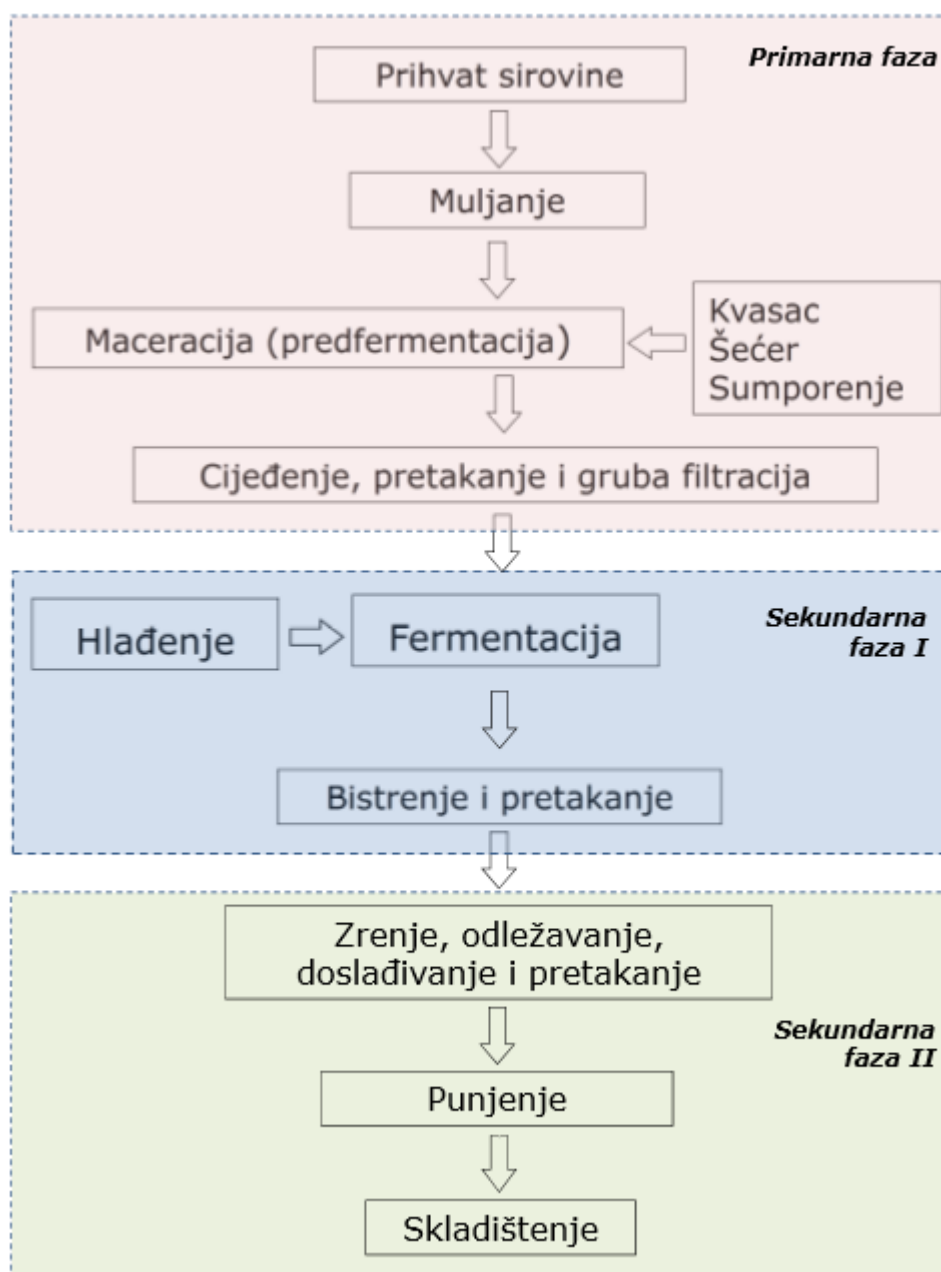 Primarna faza
Prihvat sirovine
Muljanje
Maceracija (predfermentacija)
Kvasac
Šećer
Sumporenje
Cijeđenje, pretakanje i gruba filtracija
Sekundarna
faza I
Hlađenje
Fermentacija
Bistrenje i pretakanje
Zrenje, odležavanje,
doslađivanje i pretakanje
Sekundarna
faza II
Punjenje
Skladištenje